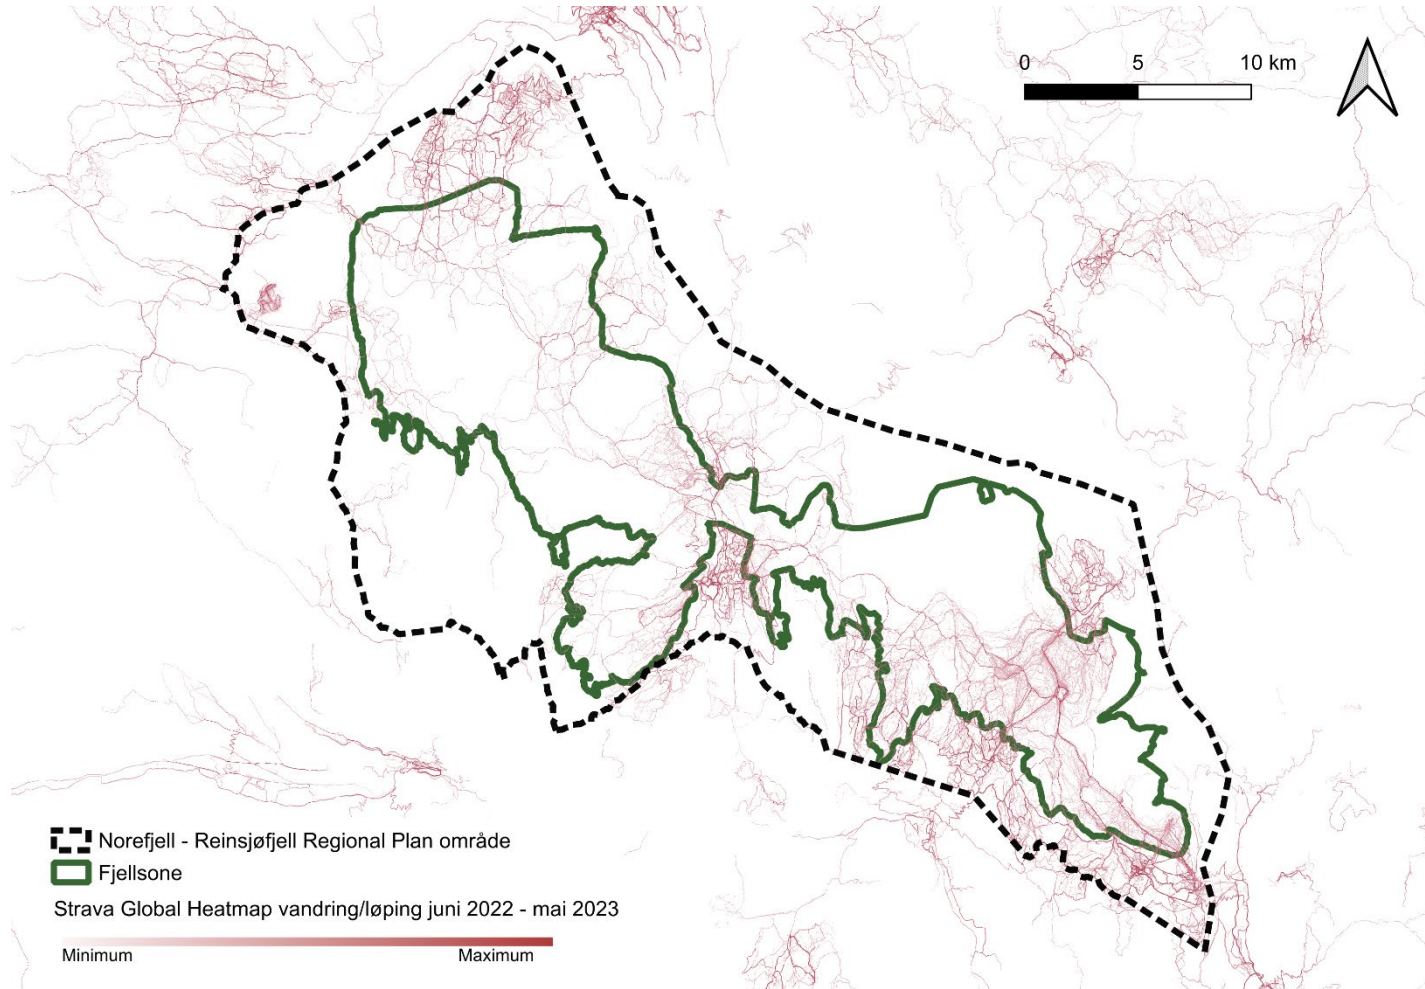 0 5 10 km
Norefjell - Reinsjøfjell Regional Plan område
Fjellsone
Strava Global Heatmap vandring/løping juni 2022 - mai 2023
Minimum Maximum